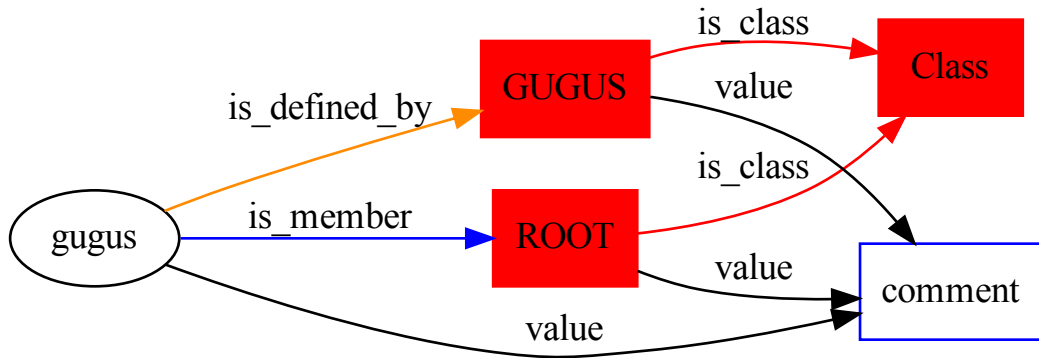 is_class
GUGUS
Class
value
is_defined_by
is_class
is_member
gugus
ROOT
value
comment
value